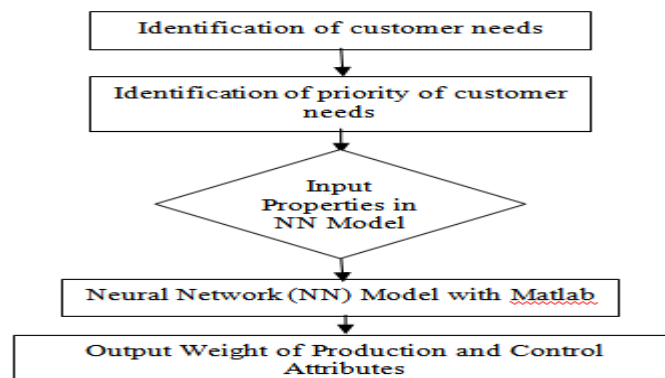 Identification of customer needs
Identification of priority of customer
needs
Input
Properties in
NN Model
Neural Network (NN) Model with Matlab
Output Weight of Production and Control
Attributes